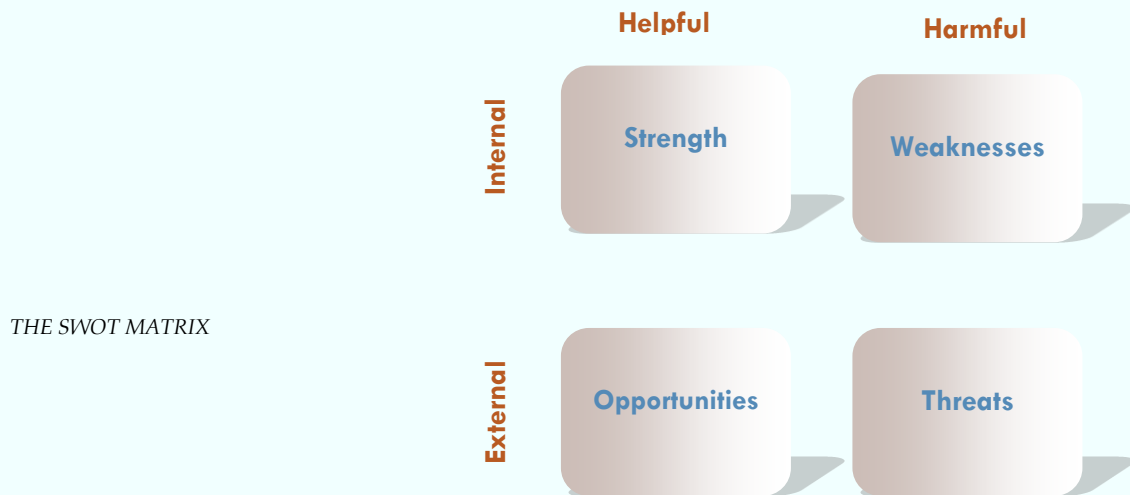 Helpful
Harmful
Internal
Strength
Weaknesses
THE SWOT MATRIX
External
Opportunities
Threats